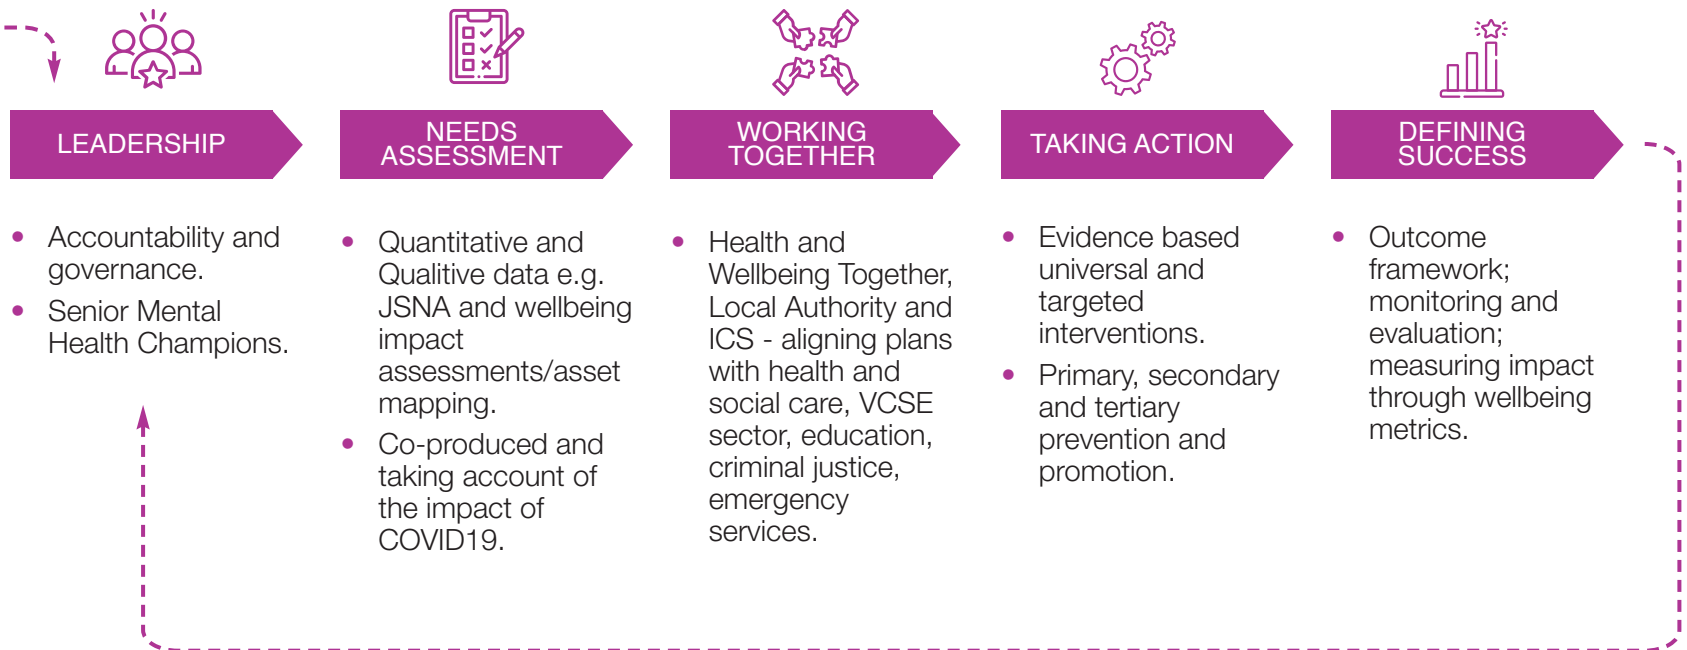 LEADERSHIP
• Accountability and
governance.
• Senior Mental
Health Champions.
NEEDS
ASSESSMENT
• Quantitative and
Qualitive data e.g.
JSNA and wellbeing
impact
assessments/asset
mapping.
• Co-produced and
taking account of
the impact of
COVID19.
WORKING
TOGETHER
• Health and
Wellbeing Together,
Local Authority and
ICS - aligning plans
with health and
social care, VCSE
sector, education,
criminal justice,
emergency
services.
TAKING ACTION
• Evidence based
universal and
targeted
interventions.
• Primary, secondary
and tertiary
prevention and
promotion.
DEFINING
SUCCESS
• Outcome
framework;
monitoring and
evaluation;
measuring impact
through wellbeing
metrics.